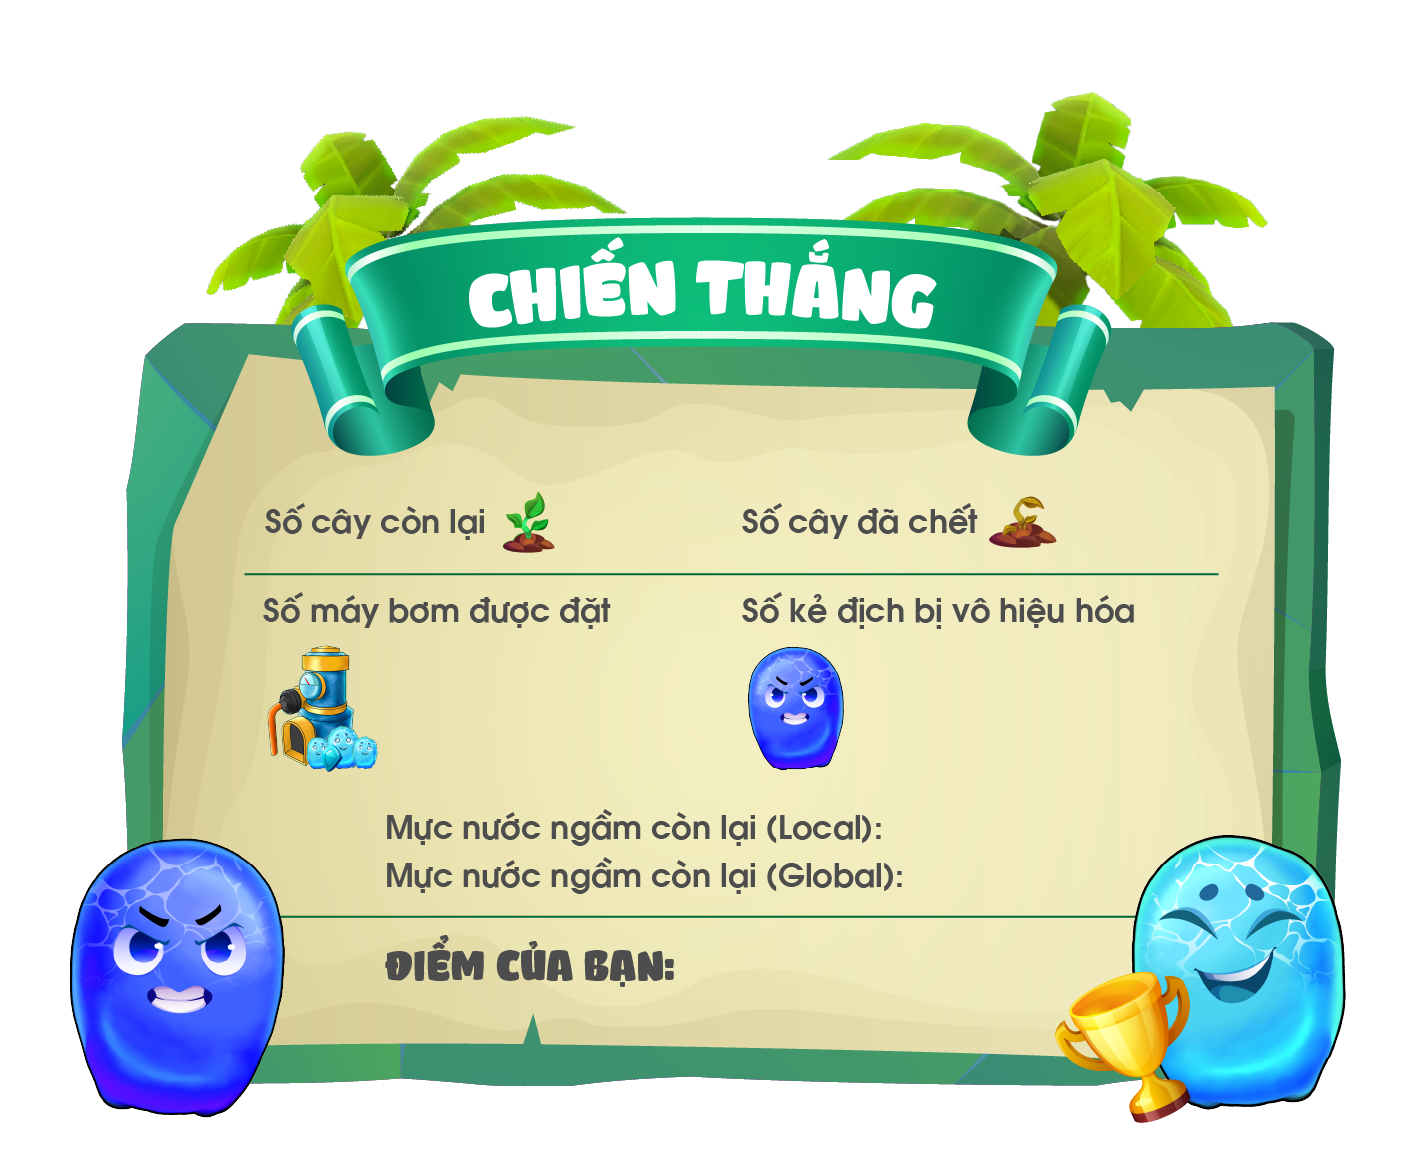 CHIẾN THẮNG
Số cây còn lại
Số cây đã chết
Số máy bơm được đặt
Số kẻ địch bị vô hiệu hóa
Mực nước ngầm còn lại (Local):
Mực nước ngầm còn lại (Global):
ĐIỂM CỦA BẠN: